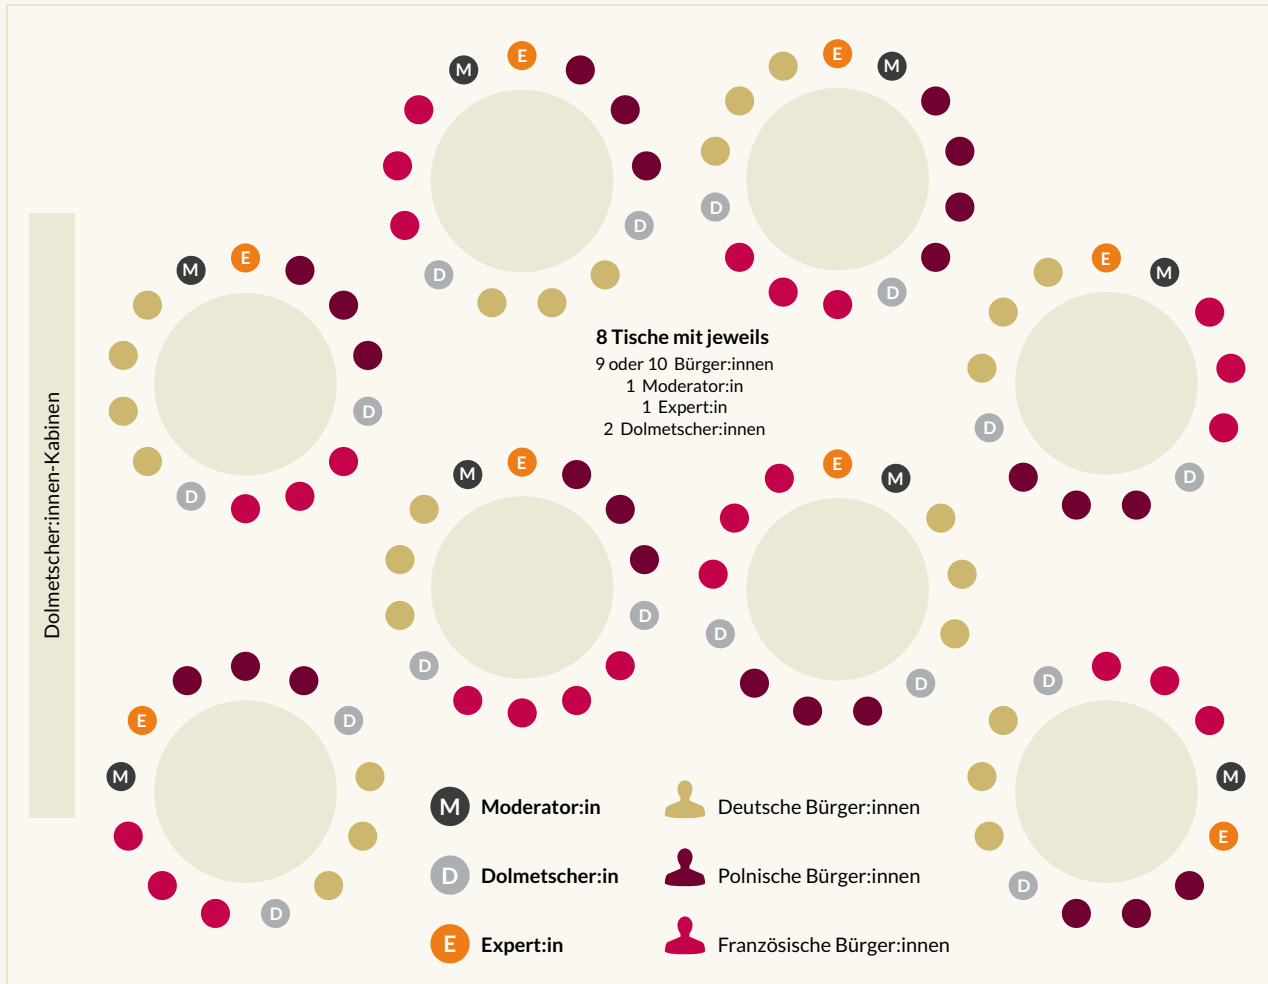 M
E
E
M
D
D
D
D
M
E
D
D
E
M
D
D
8 Tische mit jeweils
9 oder 10 Bürger:innen
1 Moderator:in
1 Expert:in
2 Dolmetscher:innen
Dolmetscher:innen-Kabinen
M
E
D
D
E
M
D
D
E
M
D
D
D
M
E
D
M Moderator:in
Deutsche Bürger:innen
D Dolmetscher:in
Polnische Bürger:innen
E Expert:in
Französische Bürger:innen